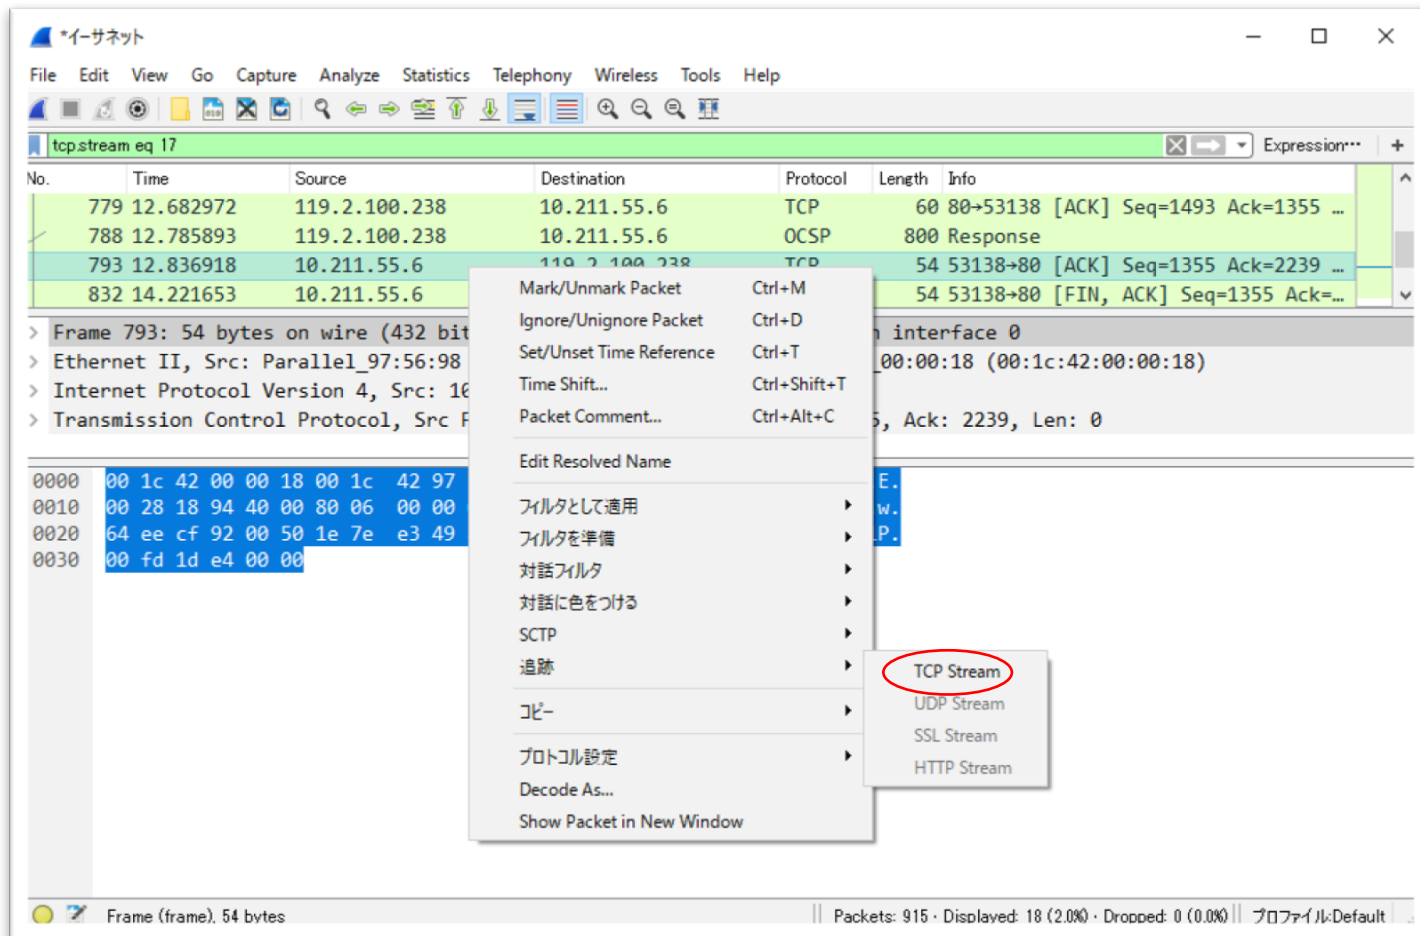 *イーサネット
File Edit View Go Capture Analyze Statistics Telephony Wireless Tools Help
tcp.stream eq 17 Expression… +
No. Time Source Destination Protocol Length Info
779 12.682972 119.2.100.238 10.211.55.6 TCP 60 80→53138 [ACK] Seq=1493 Ack=1355 …
788 12.785893 119.2.100.238 10.211.55.6 OCSP 800 Response
793 12.836918 10.211.55.6 119.2.100.238 TCP 54 53138→80 [ACK] Seq=1355 Ack=2239 …
832 14.221653 10.211.55.6 54 53138→80 [FIN, ACK] Seq=1355 Ack=…
Frame 793: 54 bytes on wire (432 bit interface 0
Ethernet II, Src: Parallel_97:56:98 _00:00:18 (00:1c:42:00:00:18)
Internet Protocol Version 4, Src: 10
Transmission Control Protocol, Src , Ack: 2239, Len: 0
0000 00 1c 42 00 00 18 00 1c 42 97 E.
0010 00 28 18 94 40 00 80 06 00 00 w.
0020 64 ee cf 92 00 50 1e 7e e3 49 P.
0030 00 fd 1d e4 00 00
Mark/Unmark Packet Ctrl+M
Ignore/Unignore Packet Ctrl+D
Set/Unset Time Reference Ctrl+T
Time Shift... Ctrl+Shift+T
Packet Comment... Ctrl+Alt+C
Edit Resolved Name
フィルタとして適用
フィルタを準備
対話フィルタ
対話に色をつける
SCTP
追跡
コピー
プロトコル設定
Decode As...
Show Packet in New Window
TCP Stream
UDP Stream
SSL Stream
HTTP Stream
Frame (frame), 54 bytes Packets: 915 · Displayed: 18 (2.0%) · Dropped: 0 (0.0%) プロファイル:Default